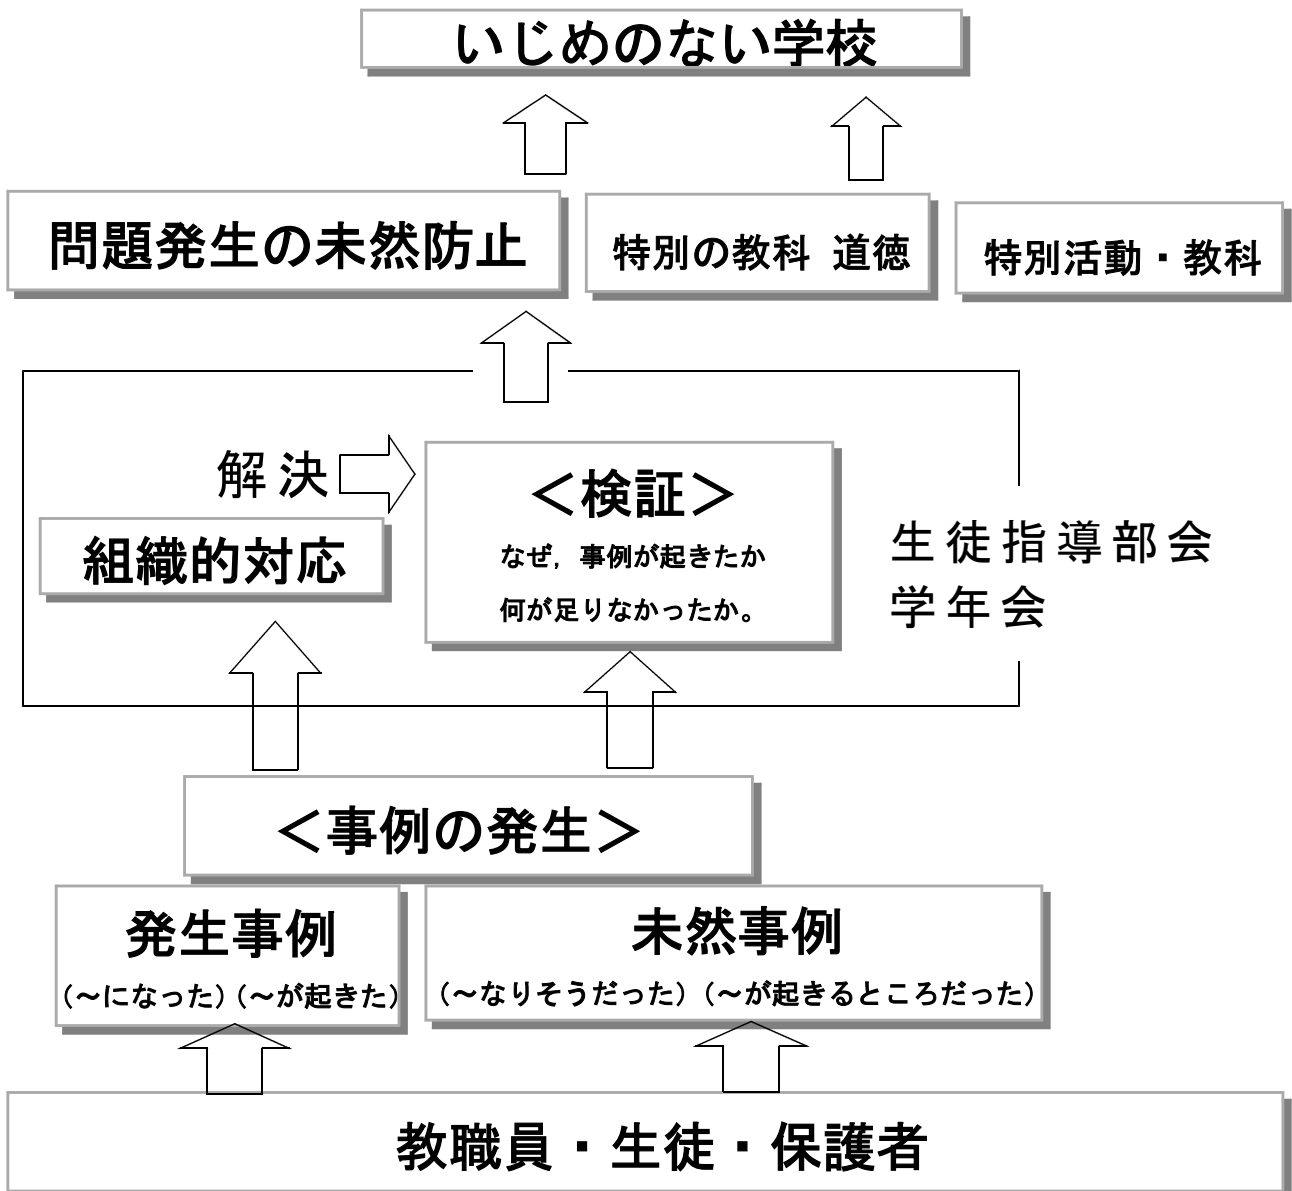 いじめのない学校
問題発生の未然防止
特別の教科 道徳
特別活動・教科
解決
組織的対応
＜検証＞
なぜ，事例が起きたか
何が足りなかったか。
生徒指導部会
学年会
＜事例の発生＞
発生事例
（～になった）（～が起きた）
未然事例
（～なりそうだった）（～が起きるところだった）
教職員・生徒・保護者